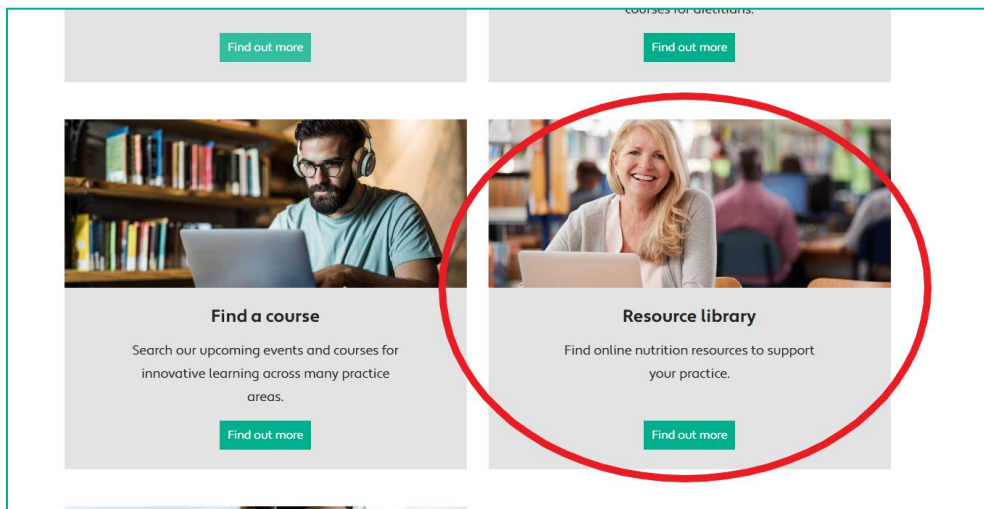 courses for dietitians.
Find out more
Find out more
Find a course
Search our upcoming events and courses for
innovative learning across many practice
areas.
Find out more
Resource library
Find online nutrition resources to support
your practice.
Find out more